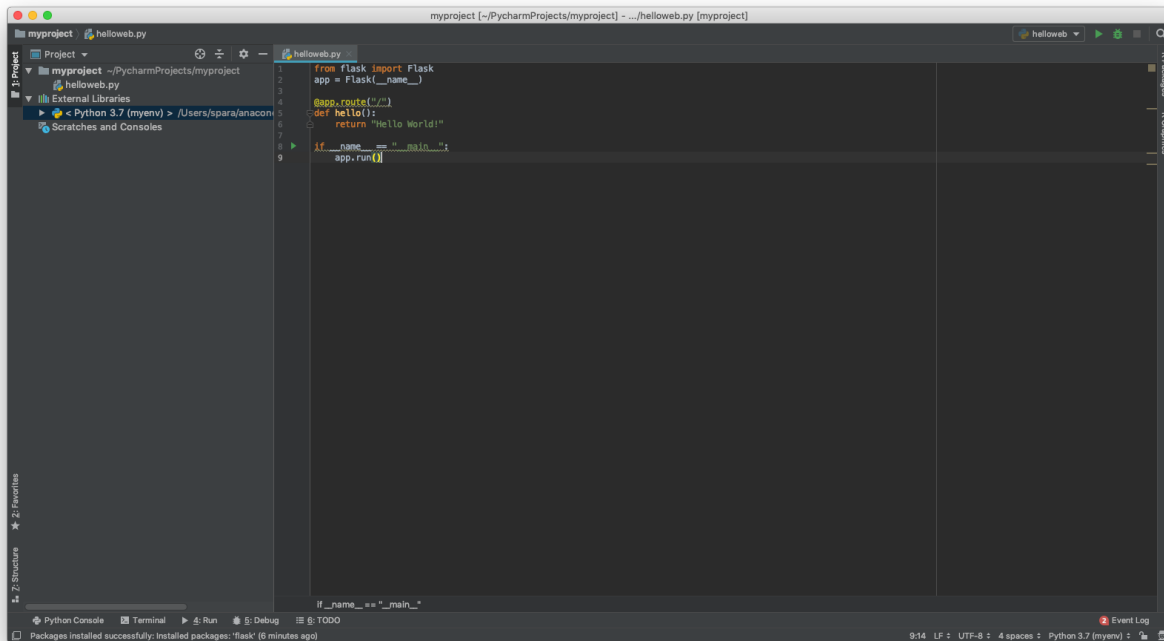 myproject [~/PycharmProjects/myproject] - .../helloweb.py [myproject]
myproject helloweb.py
helloweb
1: Project
Project
helloweb.py
myproject ~/PycharmProjects/myproject
helloweb.py
External Libraries
< Python 3.7 (myenv) > /Users/spara/anacon
Scratches and Consoles
1 from flask import Flask
2 app = Flask(__name__)
3
4 @app.route("/")
5 def hello():
6 return "Hello World!"
7
8 if __name__ == "__main__":
9 app.run()
2: Favorites
7: Structure
if __name__ == "__main__"
Python Console Terminal 4: Run 5: Debug 6: TODO
2 Event Log
Packages installed successfully: Installed packages: 'flask' (6 minutes ago)
9:14 LF UTF-8 4 spaces Python 3.7 (myenv)